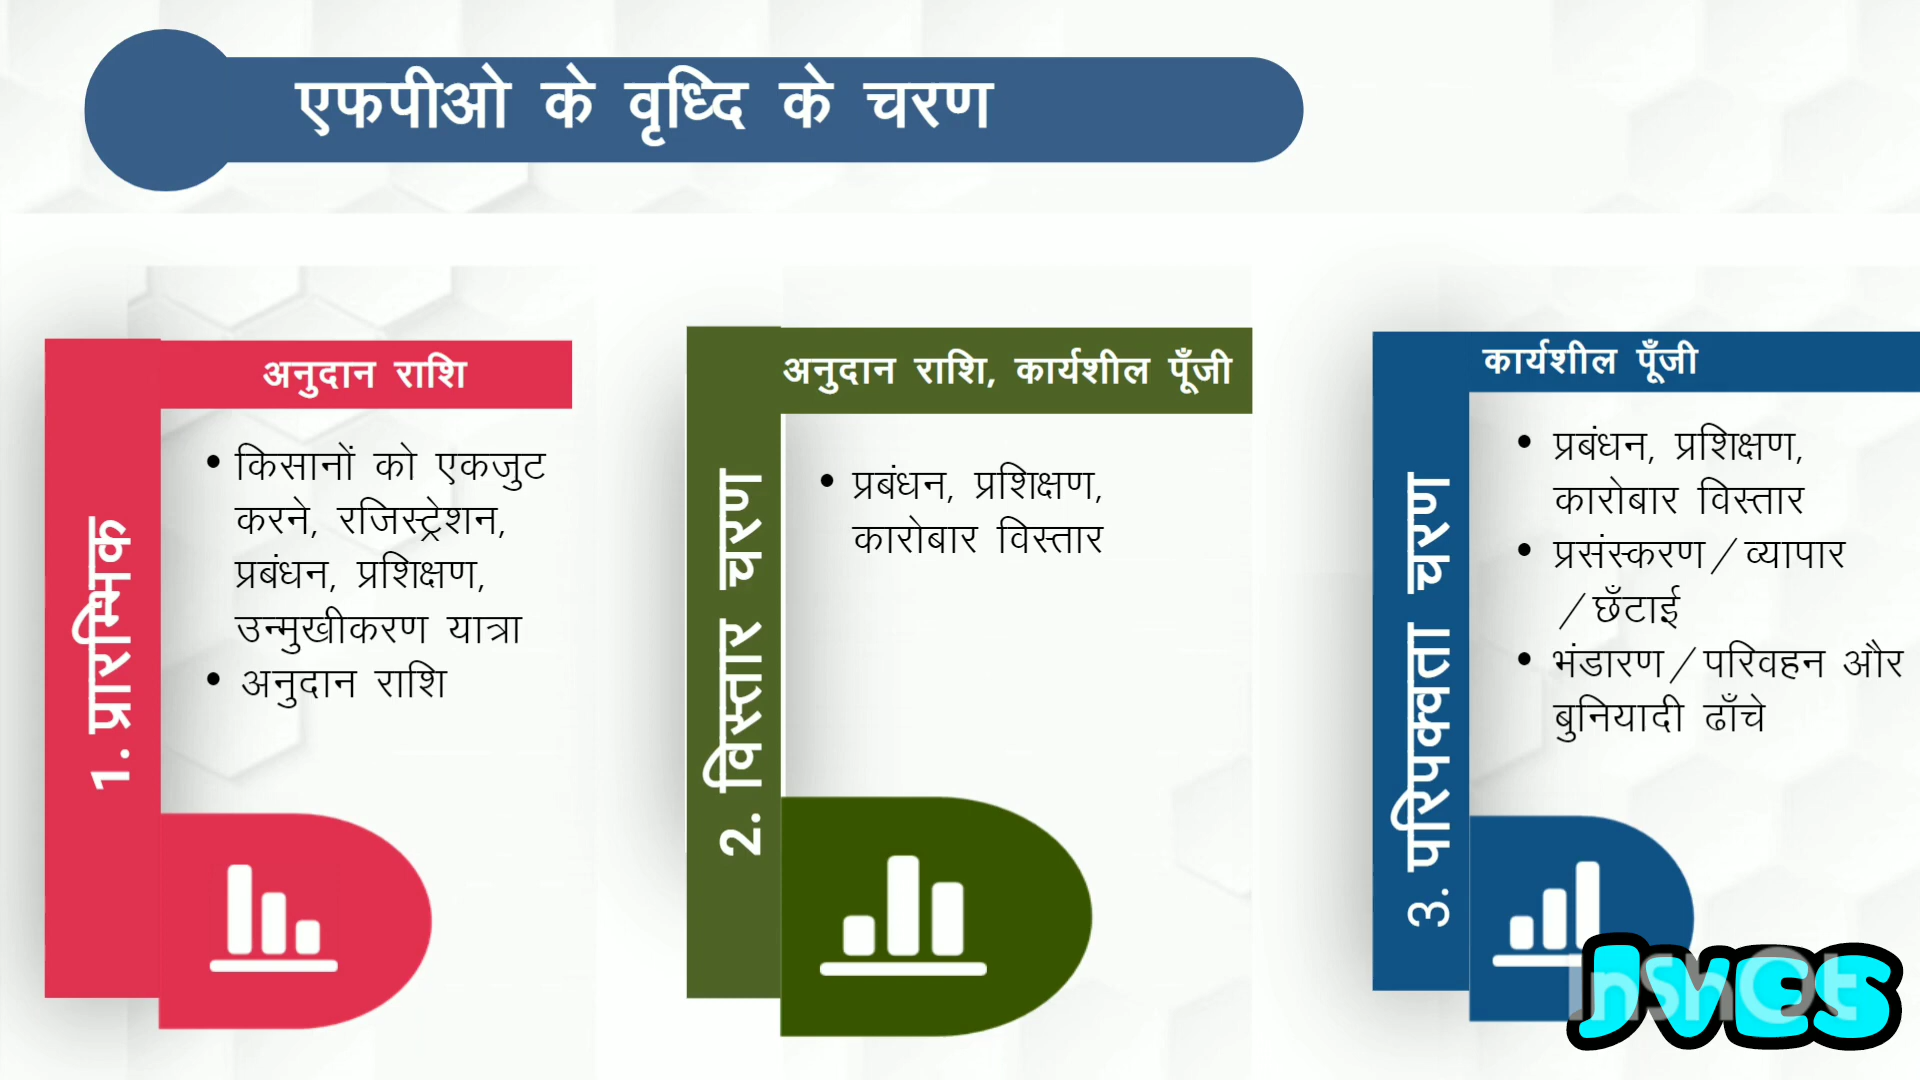 एफपीओ के वृध्दि के चरण
1. प्रारम्भिक
अनुदान राशि
• किसानों को एकजुट
करने, रजिस्ट्रेशन,
प्रबंधन, प्रशिक्षण,
उन्मुखीकरण यात्रा
• अनुदान राशि
2. विस्तार चरण
अनुदान राशि, कार्यशील पूँजी
• प्रबंधन, प्रशिक्षण,
कारोबार विस्तार
3. परिपक्वता चरण
कार्यशील पूँजी
• प्रबंधन, प्रशिक्षण,
कारोबार विस्तार
• प्रसंस्करण/व्यापार
/छँटाई
• भंडारण/परिवहन और
बुनियादी ढाँचे
InShOt
JVES